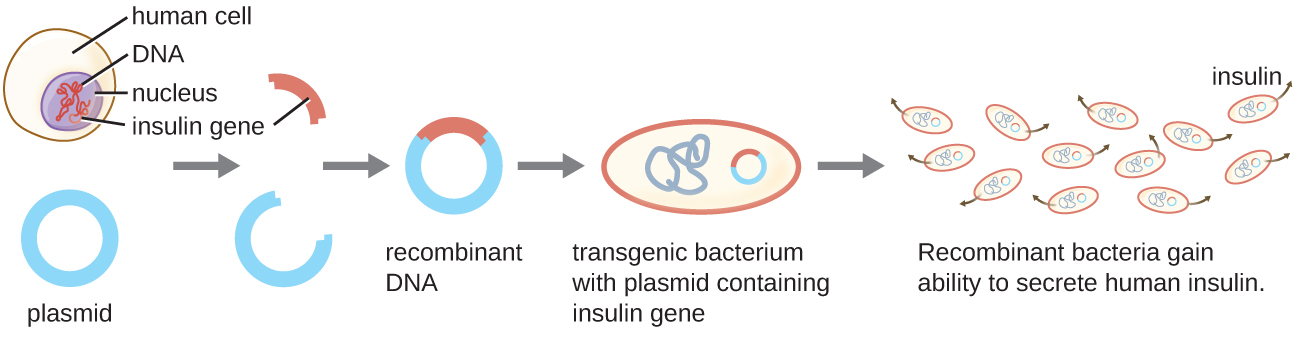 human cell
DNA
nucleus
insulin gene
plasmid
recombinant
DNA
transgenic bacterium
with plasmid containing
insulin gene
insulin
Recombinant bacteria gain
ability to secrete human insulin.